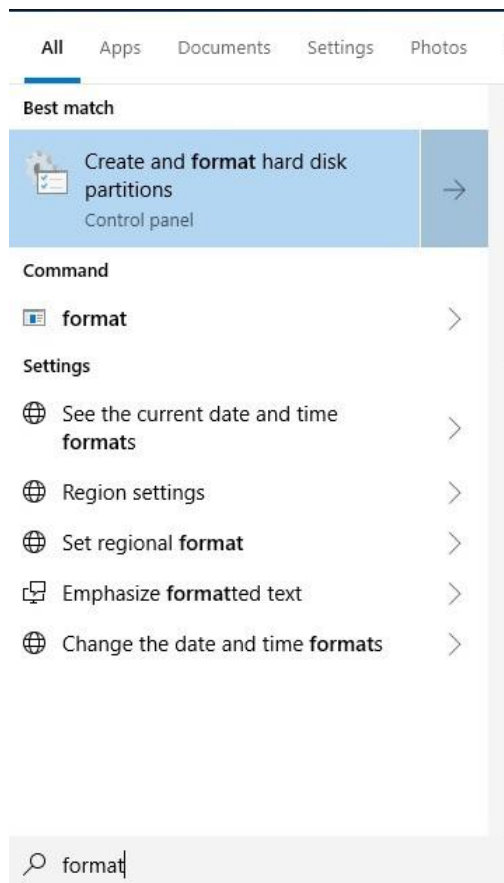 All Apps Documents Settings Photos
Best match
Create and format hard disk
partitions
Control panel
Command
format
Settings
See the current date and time
formats
Region settings
Set regional format
Emphasize formatted text
Change the date and time formats
format